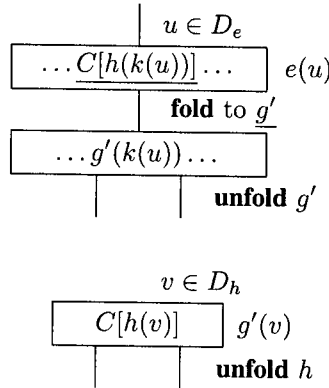 u ∈ D_e
... C[h(k(u))] ... e(u)
fold to g′
... g′(k(u)) ...
unfold g′
v ∈ D_h
C[h(v)] g′(v)
unfold h